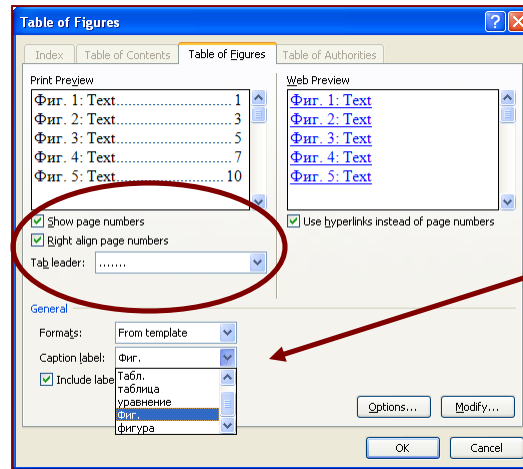 Table of Figures
Index Table of Contents Table of Figures Table of Authorities
Print Preview
Фиг. 1: Text............................... 1
Фиг. 2: Text............................... 3
Фиг. 3: Text............................... 5
Фиг. 4: Text............................... 7
Фиг. 5: Text............................. 10
Web Preview
Фиг. 1: Text
Фиг. 2: Text
Фиг. 3: Text
Фиг. 4: Text
Фиг. 5: Text
Show page numbers
Right align page numbers
Tab leader: .......
Use hyperlinks instead of page numbers
General
Formats: From template
Caption label: Фиг.
Include labe
Табл.
таблица
уравнение
Фиг.
фигура
Options... Modify...
OK Cancel